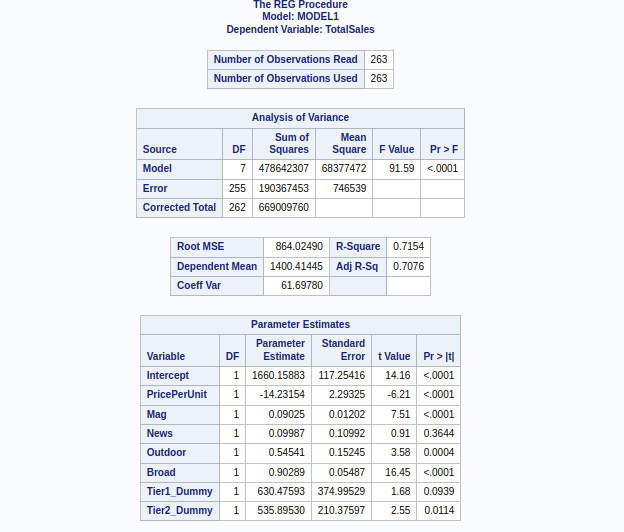 The REG Procedure
Model: MODEL1
Dependent Variable: TotalSales
Number of Observations Read 263
Number of Observations Used 263
Analysis of Variance
Source DF Sum of Squares Mean Square F Value Pr > F
Model 7 478642307 68377472 91.59 <.0001
Error 255 190367453 746539
Corrected Total 262 669009760
Root MSE 864.02490 R-Square 0.7154
Dependent Mean 1400.41445 Adj R-Sq 0.7076
Coeff Var 61.69780
Parameter Estimates
Variable DF Parameter Estimate Standard Error t Value Pr > |t|
Intercept 1 1660.15883 117.25416 14.16 <.0001
PricePerUnit 1 -14.23154 2.29325 -6.21 <.0001
Mag 1 0.09025 0.01202 7.51 <.0001
News 1 0.09987 0.10992 0.91 0.3644
Outdoor 1 0.54541 0.15245 3.58 0.0004
Broad 1 0.90289 0.05487 16.45 <.0001
Tier1_Dummy 1 630.47593 374.99529 1.68 0.0939
Tier2_Dummy 1 535.89530 210.37597 2.55 0.0114